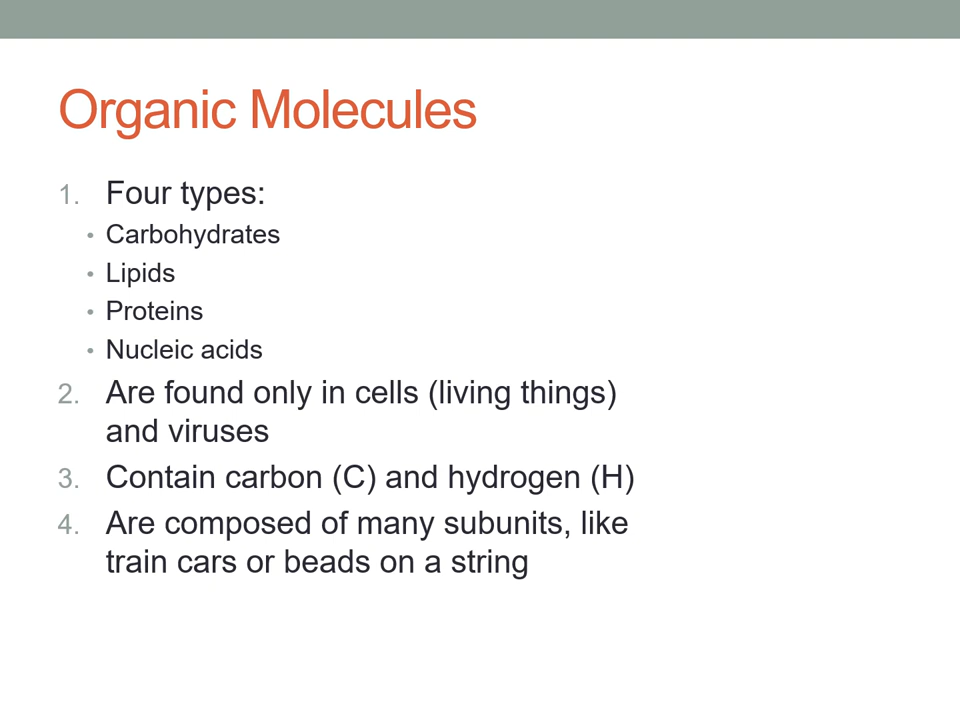 Organic Molecules
1. Four types:
• Carbohydrates
• Lipids
• Proteins
• Nucleic acids
2. Are found only in cells (living things)
and viruses
3. Contain carbon (C) and hydrogen (H)
4. Are composed of many subunits, like
train cars or beads on a string